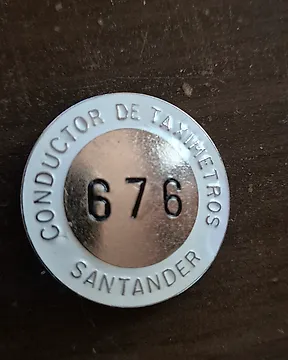 CONDUCTOR DE TAXIMETROS
676
SANTANDER